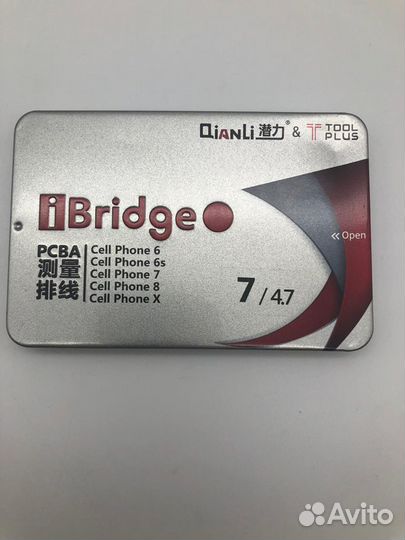 QiANLi 潜力® & TOOL PLUS
iBridge
« Open
PCBA
测量
排线
Cell Phone 6
Cell Phone 6s
Cell Phone 7
Cell Phone 8
Cell Phone X
7 / 4.7
Avito